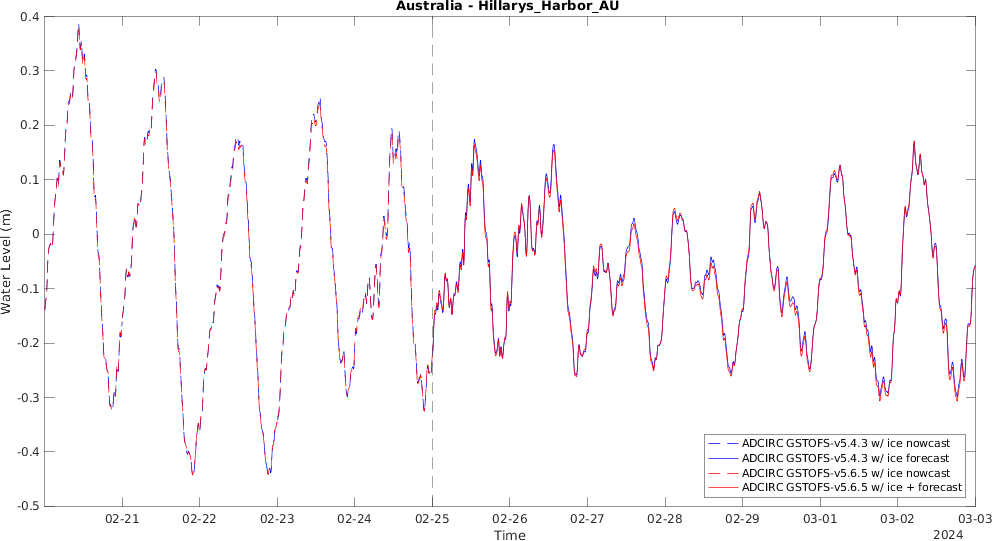 Australia - Hillarys_Harbor_AU
0.4
0.3
0.2
0.1
0
-0.1
-0.2
-0.3
-0.4
-0.5
Water Level (m)
ADCIRC GSTOFS-v5.4.3 w/ ice nowcast
ADCIRC GSTOFS-v5.4.3 w/ ice forecast
ADCIRC GSTOFS-v5.6.5 w/ ice nowcast
ADCIRC GSTOFS-v5.6.5 w/ ice + forecast
02-21 02-22 02-23 02-24 02-25 02-26 02-27 02-28 02-29 03-01 03-02 03-03
Time
2024